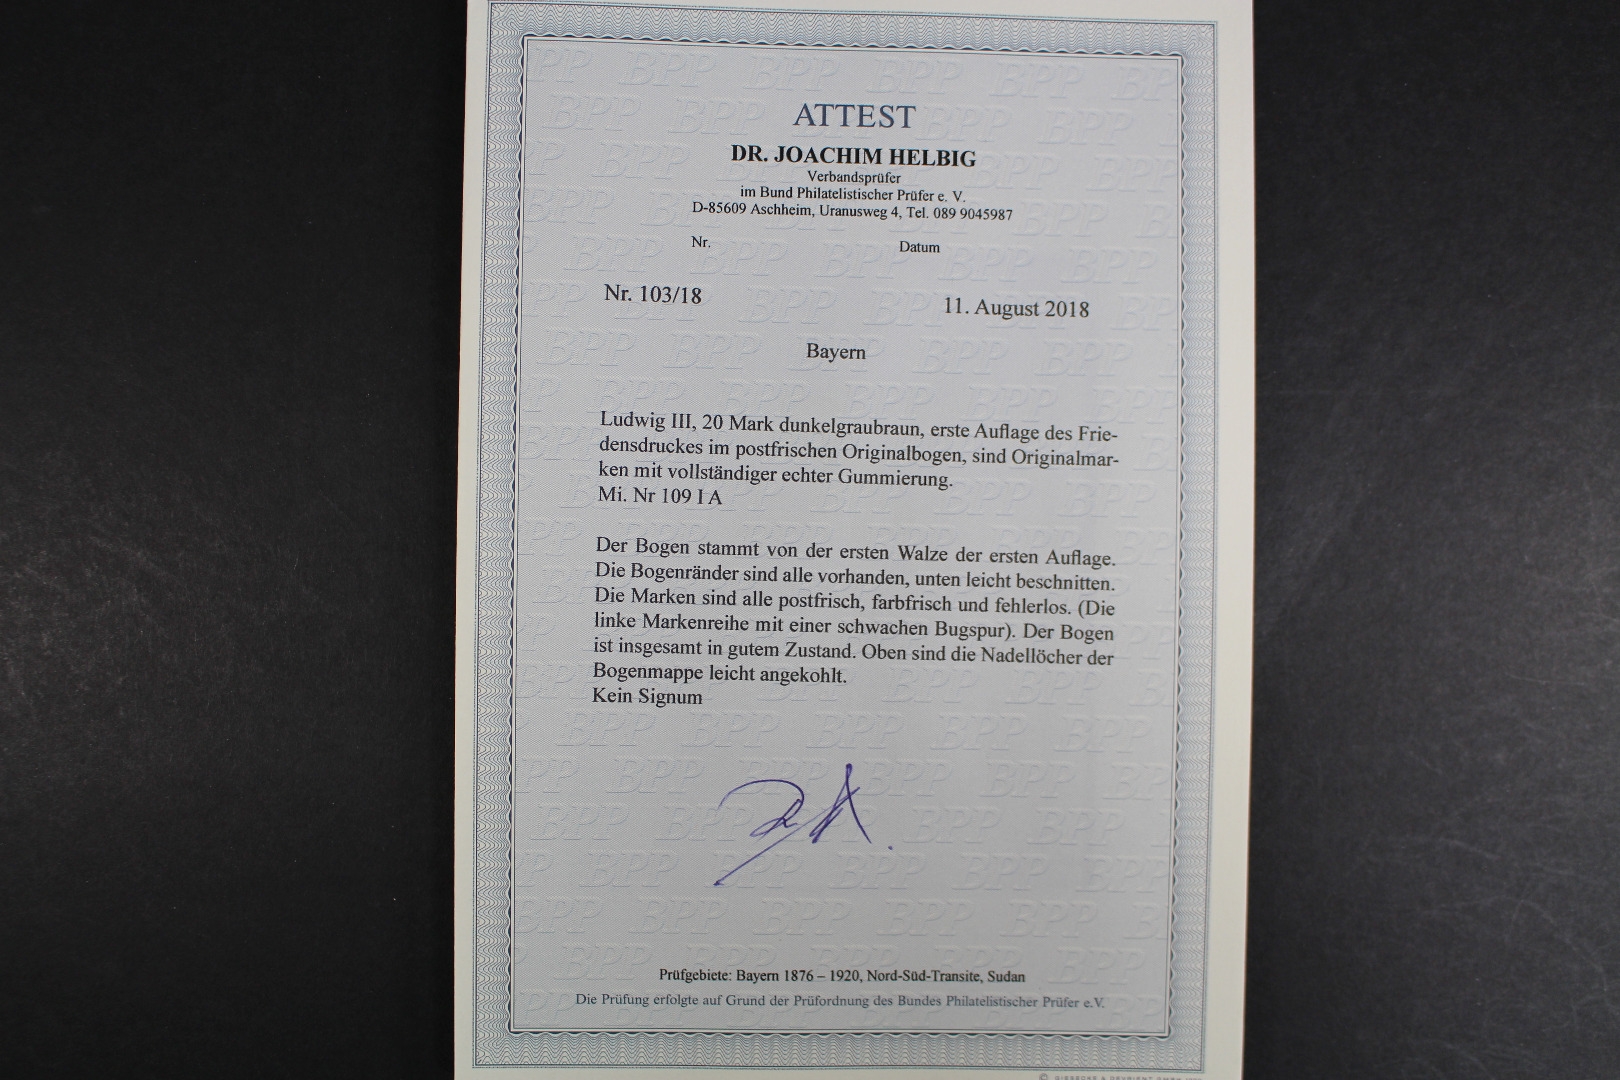 ATTEST
DR. JOACHIM HELBIG
Verbandsprüfer
im Bund Philatelistischer Prüfer e. V.
D-85609 Aschheim, Uranusweg 4, Tel. 089 9045987
Nr. Datum
Nr. 103/18 11. August 2018
Bayern
Ludwig III, 20 Mark dunkelgraubraun, erste Auflage des Frie-
densdruckes im postfrischen Originalbogen, sind Originalmar-
ken mit vollständiger echter Gummierung.
Mi. Nr 109 I A
Der Bogen stammt von der ersten Walze der ersten Auflage.
Die Bogenränder sind alle vorhanden, unten leicht beschnitten.
Die Marken sind alle postfrisch, farbfrisch und fehlerlos. (Die
linke Markenreihe mit einer schwachen Bugspur). Der Bogen
ist insgesamt in gutem Zustand. Oben sind die Nadellöcher der
Bogenmappe leicht angekohlt.
Kein Signum
Prüfgebiete: Bayern 1876 – 1920, Nord-Süd-Transite, Sudan
Die Prüfung erfolgte auf Grund der Prüfordnung des Bundes Philatelistischer Prüfer e.V.